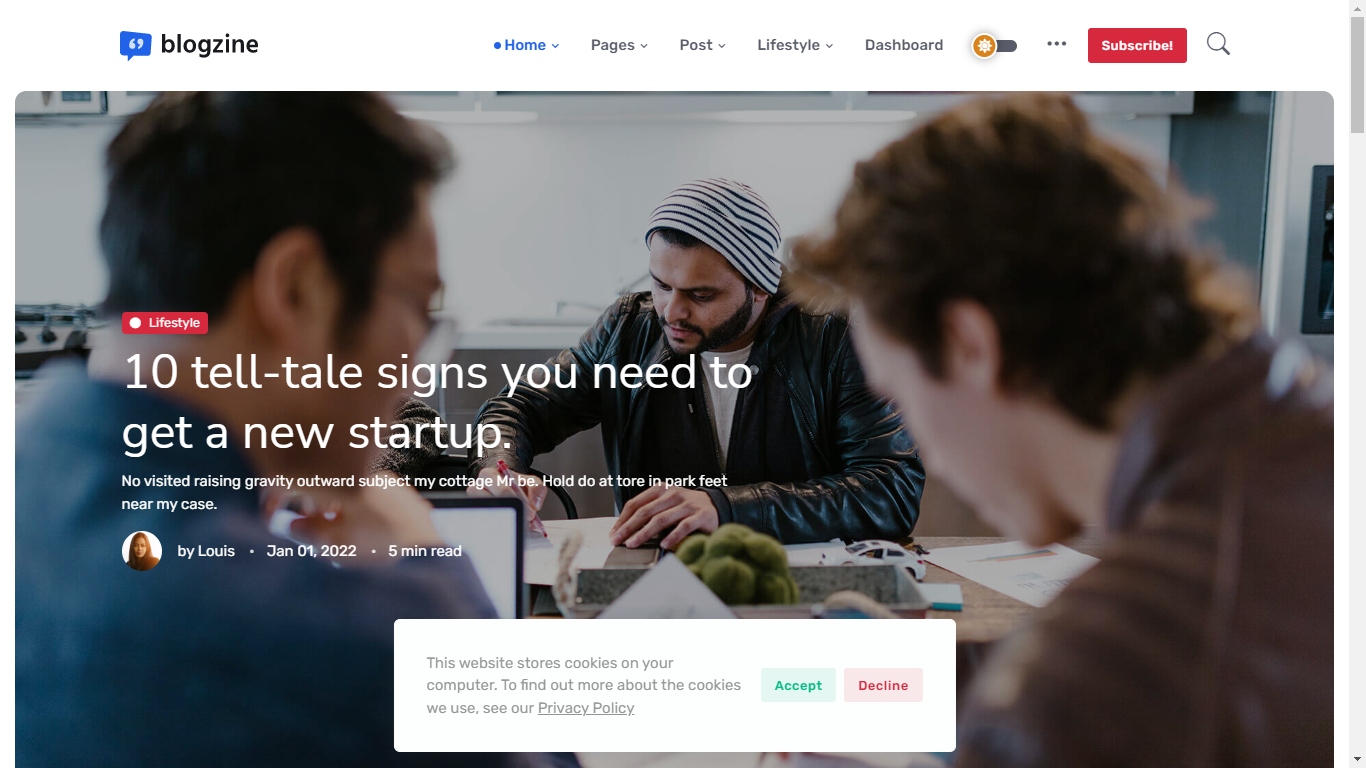 blogzine
Home
Pages
Post
Lifestyle
Dashboard
Subscribe!
Lifestyle
10 tell-tale signs you need to
get a new startup.
No visited raising gravity outward subject my cottage Mr be. Hold do at tore in park feet
near my case.
by Louis • Jan 01, 2022 • 5 min read
This website stores cookies on your
computer. To find out more about the cookies
we use, see our Privacy Policy
Accept
Decline